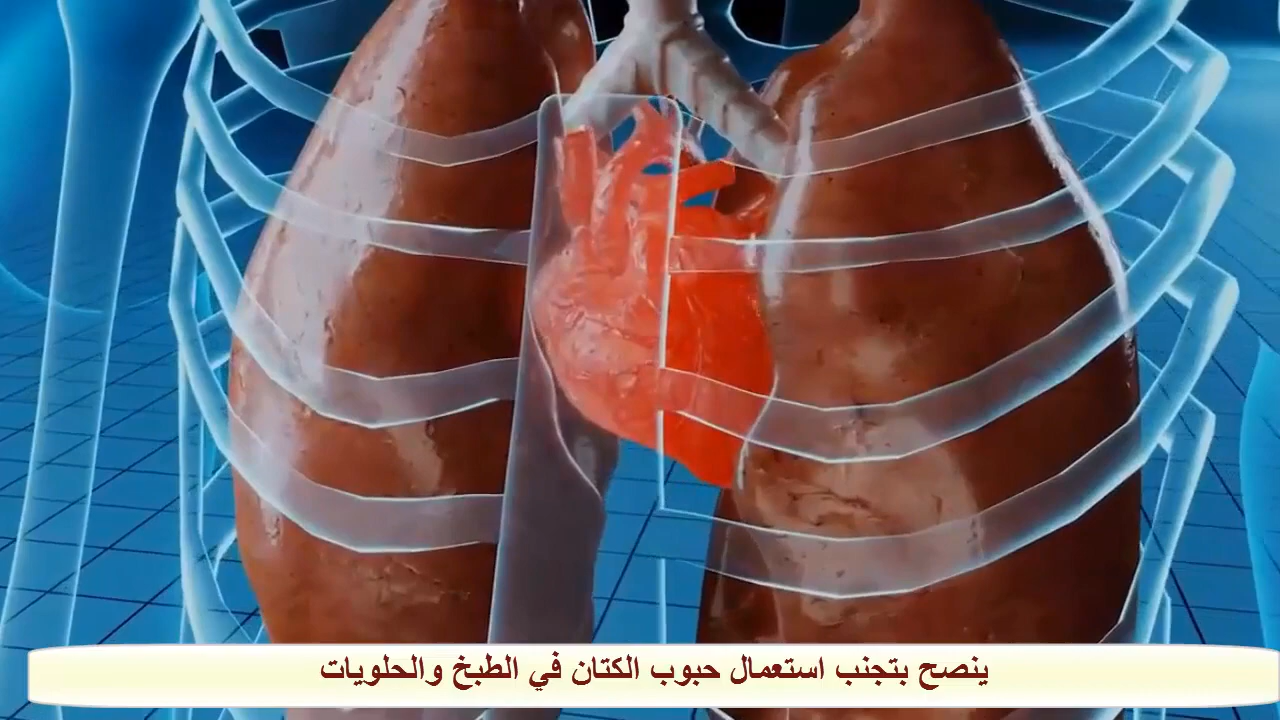 ينصح بتجنب استعمال حبوب الكتان في الطبخ والحلويات